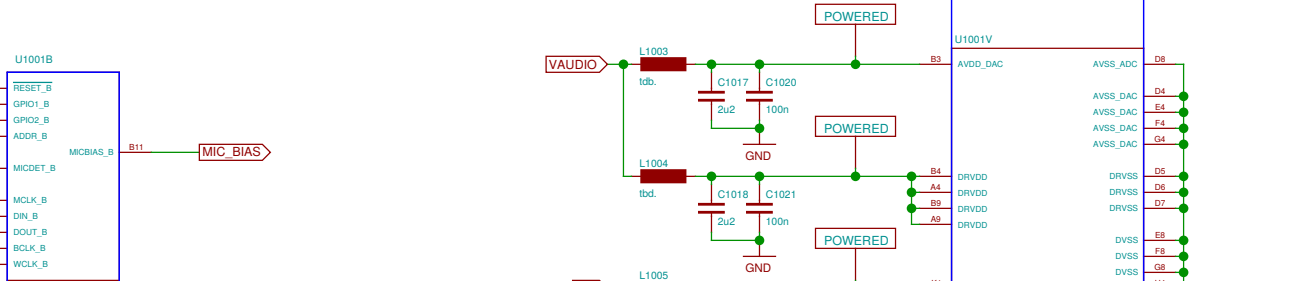 U1001B
RESET_B
GPIO1_B
GPIO2_B
ADDR_B
MICDET_B
MCLK_B
DIN_B
DOUT_B
BCLK_B
WCLK_B
MICBIAS_B
B11
MIC_BIAS
VAUDIO
L1003
tdb.
C1017
2u2
C1020
100n
GND
POWERED
L1004
tbd.
C1018
2u2
C1021
100n
GND
POWERED
L1005
POWERED
U1001V
B3 AVDD_DAC
B4 DRVDD
A4 DRVDD
B9 DRVDD
A9 DRVDD
AVSS_ADC D8
AVSS_DAC D4
AVSS_DAC E4
AVSS_DAC F4
AVSS_DAC G4
DRVSS D5
DRVSS D6
DRVSS D7
DVSS E8
DVSS F8
DVSS G8